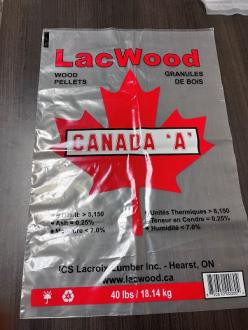 LacWood
WOOD
PELLETS
GRANULES
DE BOIS
CANADA 'A'
> 8,150
Ash = 0.25%
< 7.0%
Unités Thermiques > 8,150
Teneur en Cendre = 0.25%
Humidité < 7.0%
ICS Lacroix Lumber Inc. - Hearst, ON
www.lacwood.ca
40 lbs / 18.14 kg